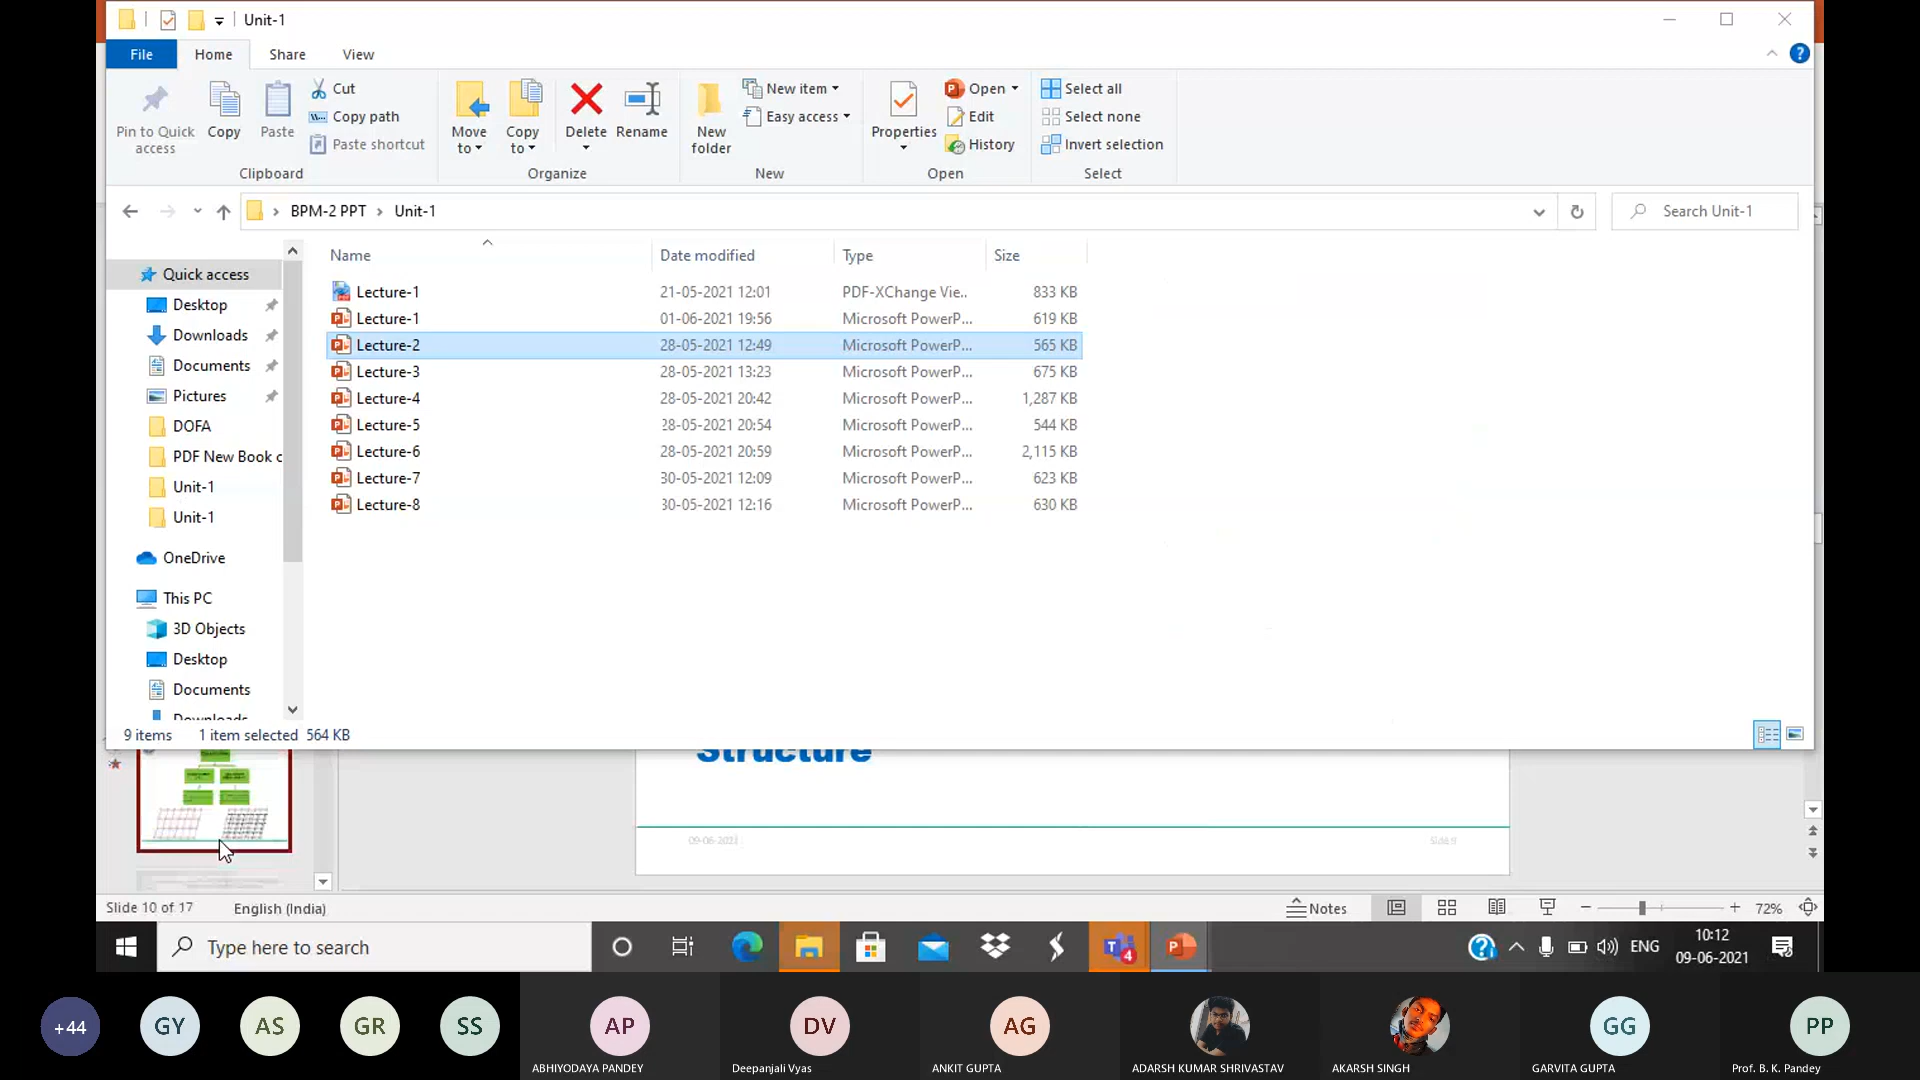 Unit-1
File Home Share View
Pin to Quick access
Copy
Paste
Cut
Copy path
Paste shortcut
Clipboard
Move to
Copy to
Delete
Rename
Organize
New folder
New item
Easy access
New
Properties
Open
Edit
History
Open
Select all
Select none
Invert selection
Select
BPM-2 PPT Unit-1
Search Unit-1
Quick access
Desktop
Downloads
Documents
Pictures
DOFA
PDF New Book c
Unit-1
Unit-1
OneDrive
This PC
3D Objects
Desktop
Documents
Downloads
Name Date modified Type Size
Lecture-1 21-05-2021 12:01 PDF-XChange Vie.. 833 KB
Lecture-1 01-06-2021 19:56 Microsoft PowerP... 619 KB
Lecture-2 28-05-2021 12:49 Microsoft PowerP... 565 KB
Lecture-3 28-05-2021 13:23 Microsoft PowerP... 675 KB
Lecture-4 28-05-2021 20:42 Microsoft PowerP... 1,287 KB
Lecture-5 28-05-2021 20:54 Microsoft PowerP... 544 KB
Lecture-6 28-05-2021 20:59 Microsoft PowerP... 2,115 KB
Lecture-7 30-05-2021 12:09 Microsoft PowerP... 623 KB
Lecture-8 30-05-2021 12:16 Microsoft PowerP... 630 KB
9 items 1 item selected 564 KB
Structure
09-06-2021
Slide 10 of 17 English (India) Notes 72%
Type here to search
4
ENG
10:12
09-06-2021
+44 GY AS GR SS AP DV AG GG PP
ABHIYODAYA PANDEY Deepanjali Vyas ANKIT GUPTA ADARSH KUMAR SHRIVASTAV AKARSH SINGH GARVITA GUPTA Prof. B. K. Pandey